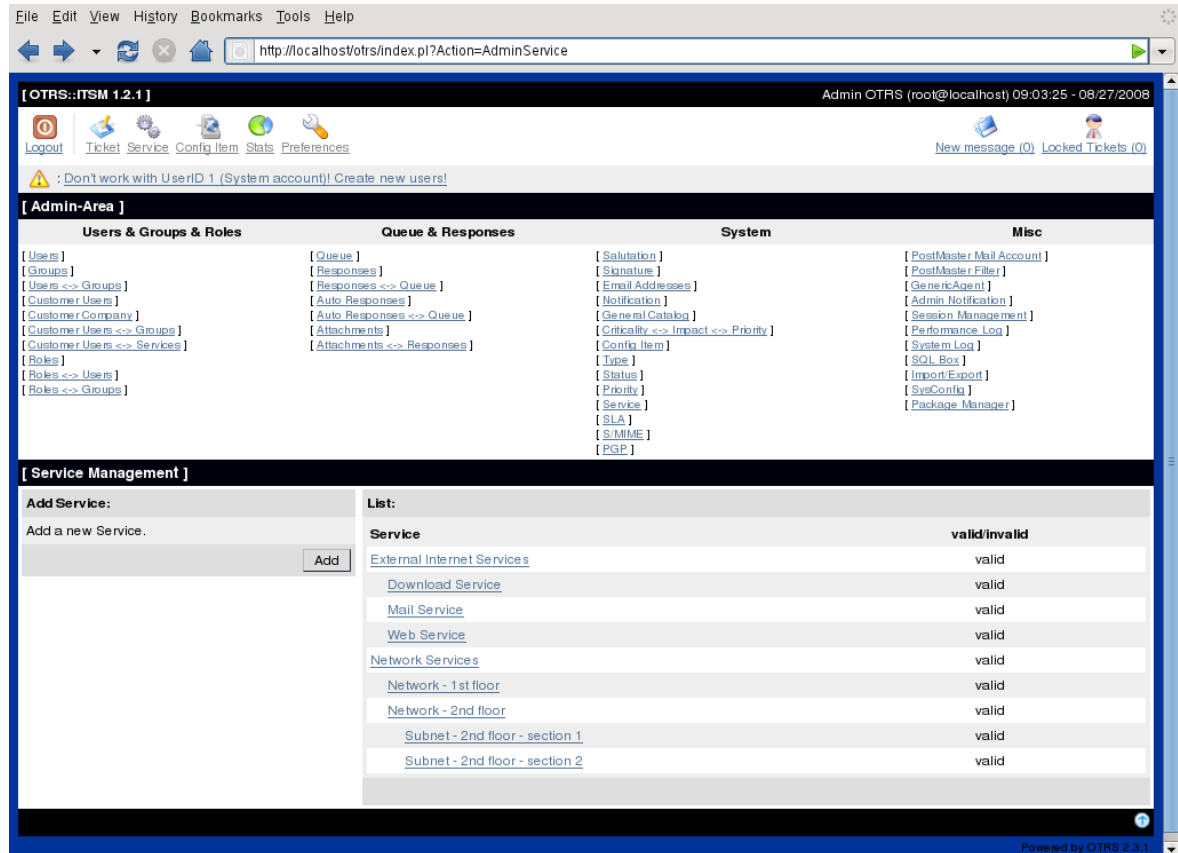 File Edit View History Bookmarks Tools Help
http://localhost/otrs/index.pl?Action=AdminService
[ OTRS::ITSM 1.2.1 ] Admin OTRS (root@localhost) 09:03:25 - 08/27/2008
Logout Ticket Service Config Item Stats Preferences New message (0) Locked Tickets (0)
: Don't work with UserID 1 (System account)! Create new users!
[ Admin-Area ]
Users & Groups & Roles Queue & Responses System Misc
[ Users ] [ Queue ] [ Salutation ] [ PostMaster Mail Account ]
[ Groups ] [ Responses ] [ Signature ] [ PostMaster Filter ]
[ Users <-> Groups ] [ Responses <-> Queue ] [ Email Addresses ] [ GenericAgent ]
[ Customer Users ] [ Auto Responses ] [ Notification ] [ Admin Notification ]
[ Customer Company ] [ Auto Responses <-> Queue ] [ General Catalog ] [ Session Management ]
[ Customer Users <-> Groups ] [ Attachments ] [ Criticality <-> Impact <-> Priority ] [ Performance Log ]
[ Customer Users <-> Services ] [ Attachments <-> Responses ] [ Config Item ] [ System Log ]
[ Roles ] [ Type ] [ SQL Box ]
[ Roles <-> Users ] [ Status ] [ Import/Export ]
[ Roles <-> Groups ] [ Priority ] [ SysConfig ]
[ Service ] [ Package Manager ]
[ SLA ]
[ S/MIME ]
[ PGP ]
[ Service Management ]
Add Service: List:
Add a new Service. Service valid/invalid
Add External Internet Services valid
Download Service valid
Mail Service valid
Web Service valid
Network Services valid
Network - 1st floor valid
Network - 2nd floor valid
Subnet - 2nd floor - section 1 valid
Subnet - 2nd floor - section 2 valid
Powered by OTRS 2.3.1